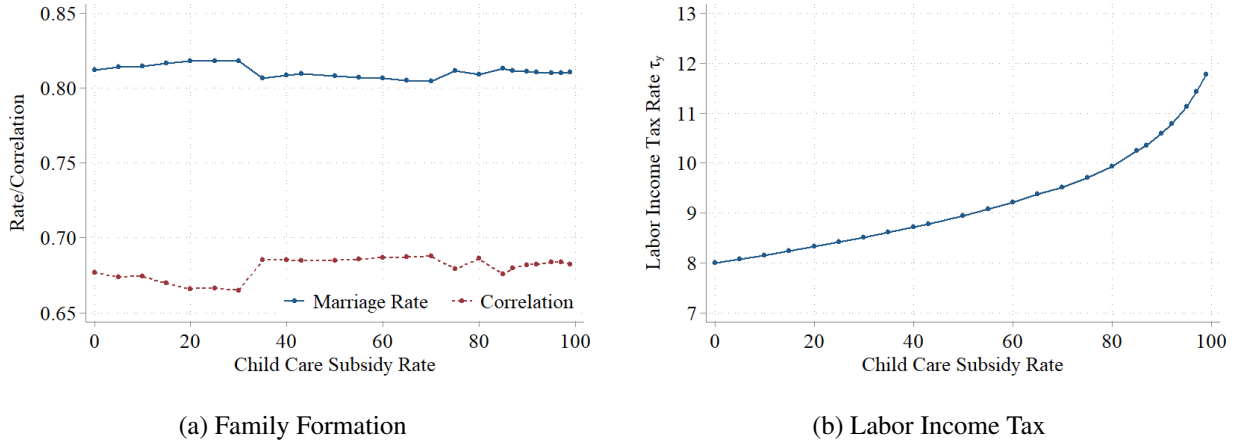 0.85
0.80
0.75
0.70
0.65
Rate/Correlation
Marriage Rate
Correlation
0 20 40 60 80 100
Child Care Subsidy Rate
(a) Family Formation
13
12
11
10
9
8
7
Labor Income Tax Rate τy
0 20 40 60 80 100
Child Care Subsidy Rate
(b) Labor Income Tax